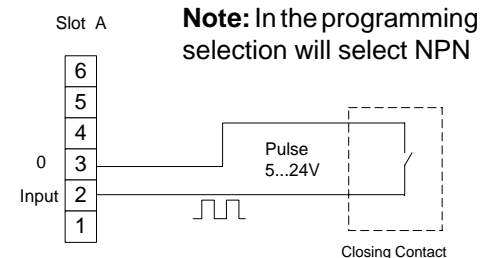 Slot A
Note: In the programming
selection will select NPN
6
5
4
0 3
Input 2
1
Pulse
5...24V
Closing Contact